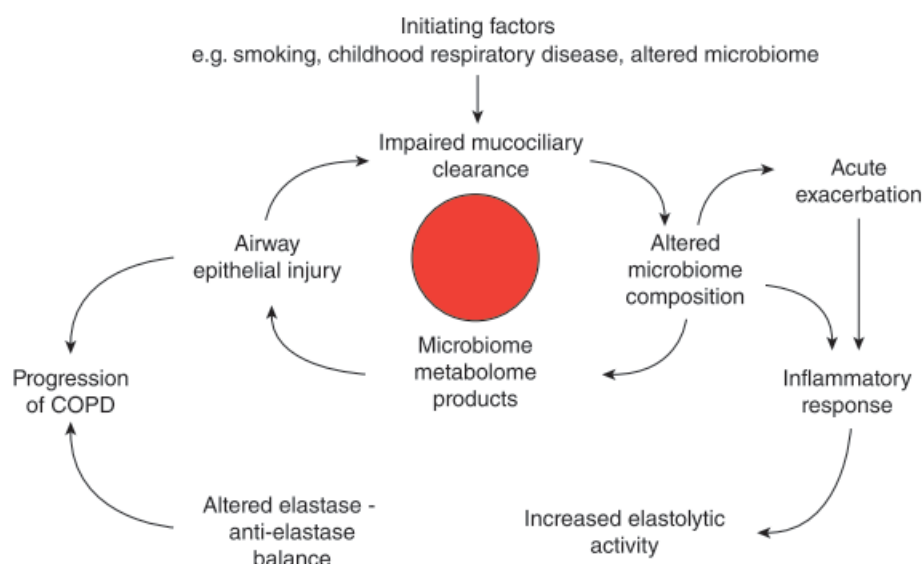 Initiating factors
e.g. smoking, childhood respiratory disease, altered microbiome
Impaired mucociliary
clearance
Acute
exacerbation
Airway
epithelial injury
Altered
microbiome
composition
Microbiome
metabolome
products
Progression
of COPD
Inflammatory
response
Altered elastase -
anti-elastase
balance
Increased elastolytic
activity